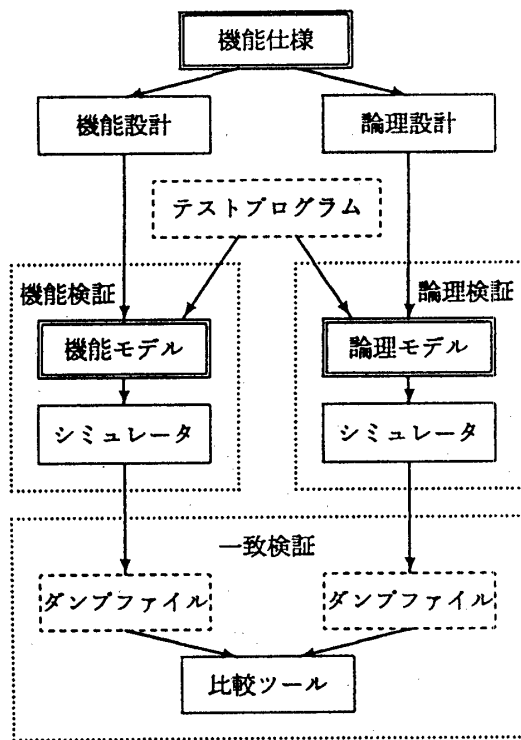 機能仕様
機能設計
論理設計
テストプログラム
機能検証
論理検証
機能モデル
論理モデル
シミュレータ
シミュレータ
一致検証
ダンプファイル
ダンプファイル
比較ツール